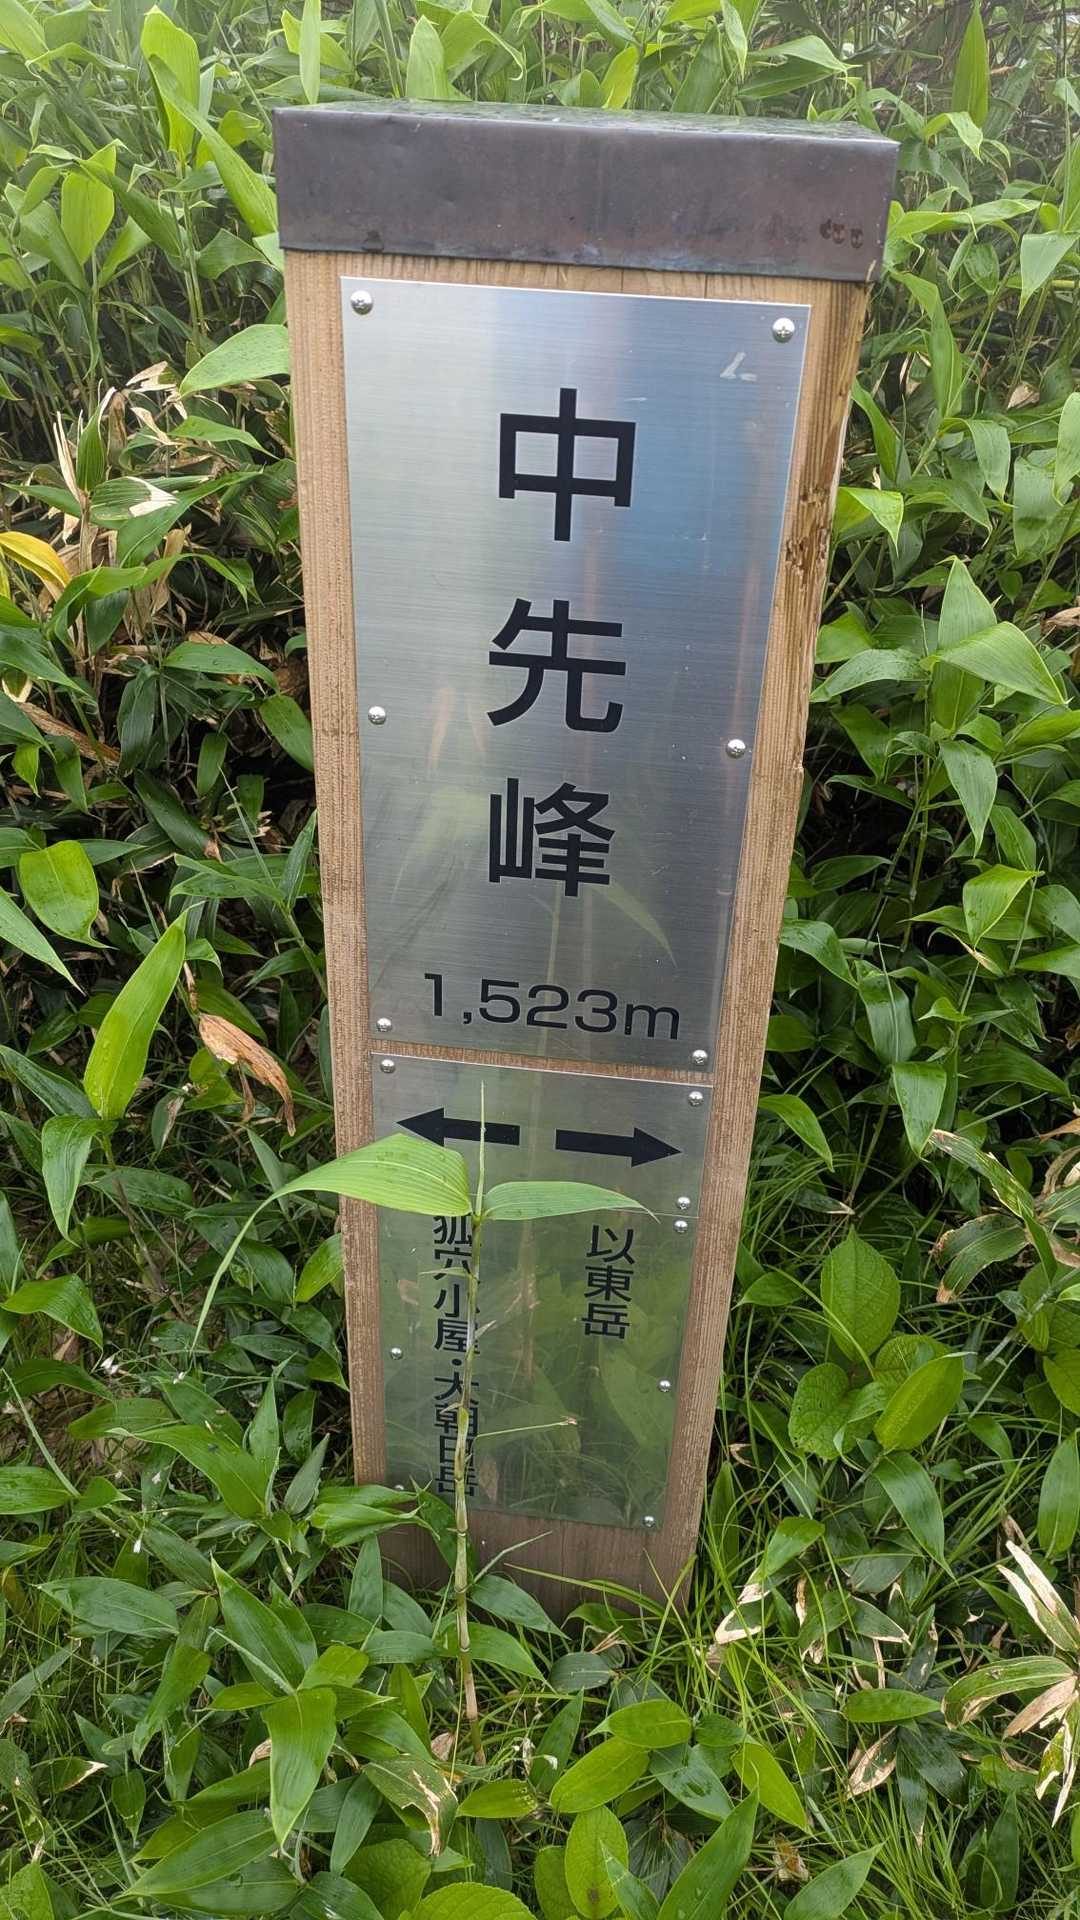 中先峰
1,523m
← →
以東岳
狐穴小屋・大朝日岳